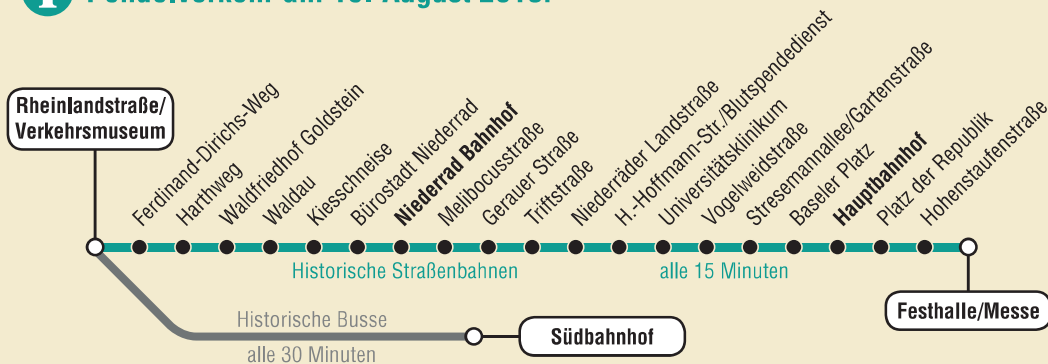 Rheinlandstraße/
Verkehrsmuseum
Ferdinand-Dirichs-Weg
Harthweg
Waldfriedhof Goldstein
Waldau
Kiesschneise
Bürostadt Niederrad
Niederrad Bahnhof
Melibocusstraße
Gerauer Straße
Triftstraße
Niederräder Landstraße
H.-Hoffmann-Str./Blutspendedienst
Universitätsklinikum
Vogelweidstraße
Stresemannallee/Gartenstraße
Baseler Platz
Hauptbahnhof
Platz der Republik
Hohenstaufenstraße
Festhalle/Messe
Historische Straßenbahnen
alle 15 Minuten
Historische Busse
alle 30 Minuten
Südbahnhof